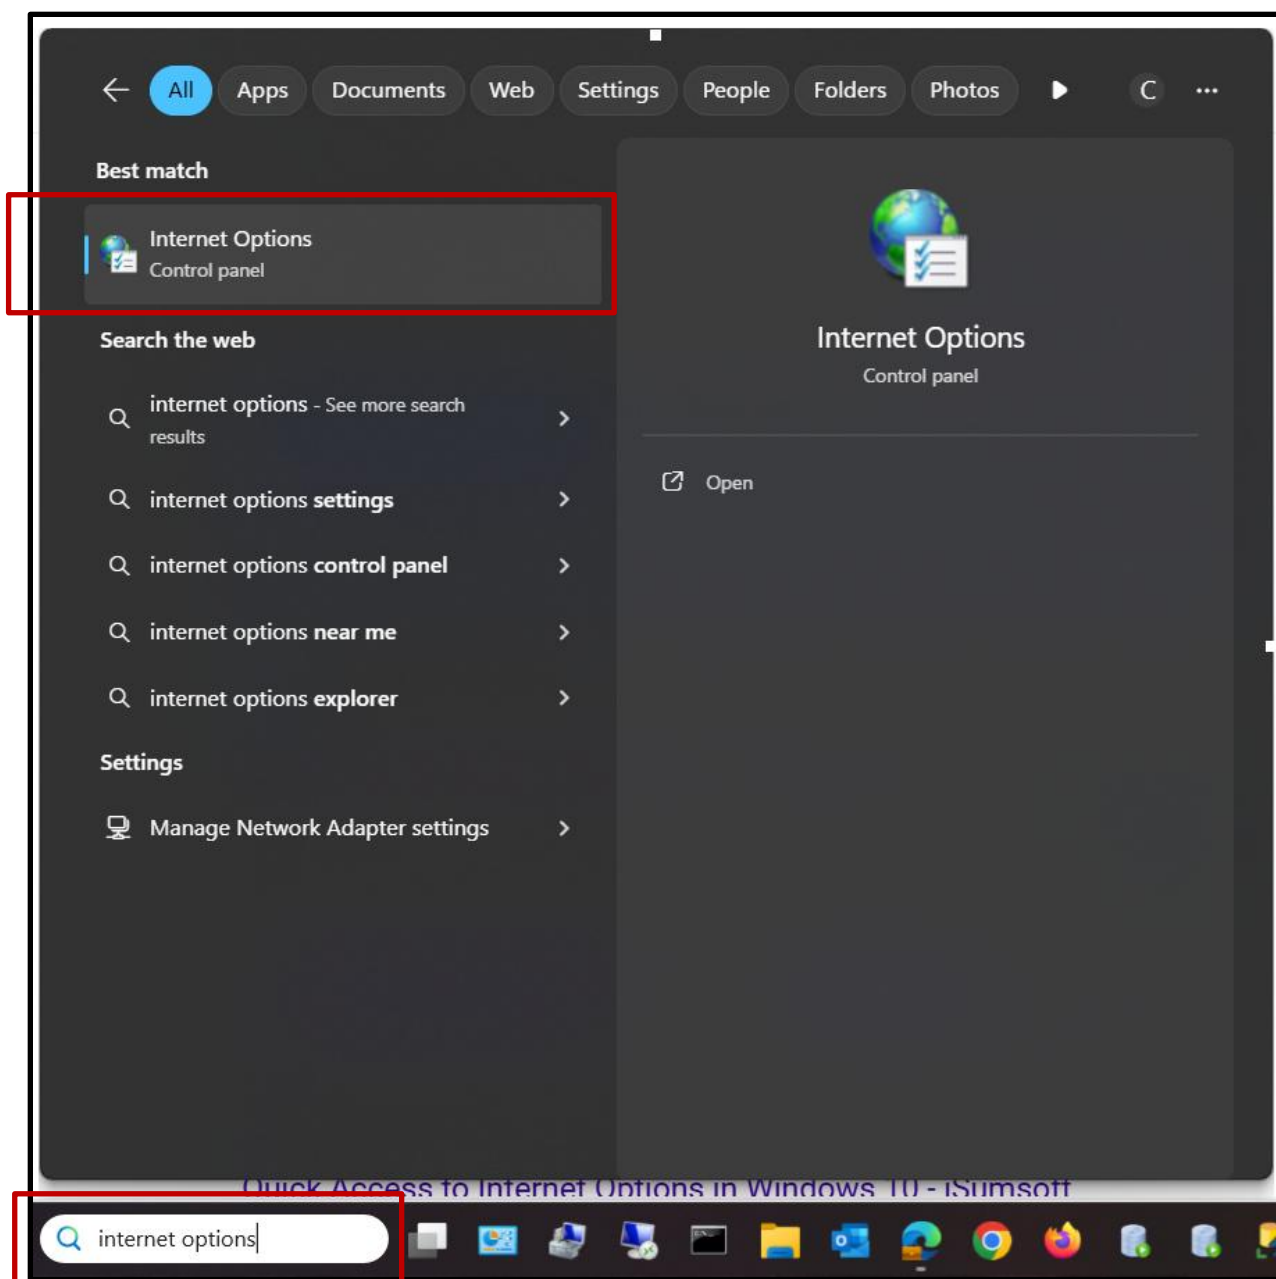 All Apps Documents Web Settings People Folders Photos C
Best match
Internet Options
Control panel
Search the web
internet options - See more search
results
internet options settings
internet options control panel
internet options near me
internet options explorer
Settings
Manage Network Adapter settings
Internet Options
Control panel
Open
Quick Access to Internet Options in Windows 10 - iSumsoft
internet options